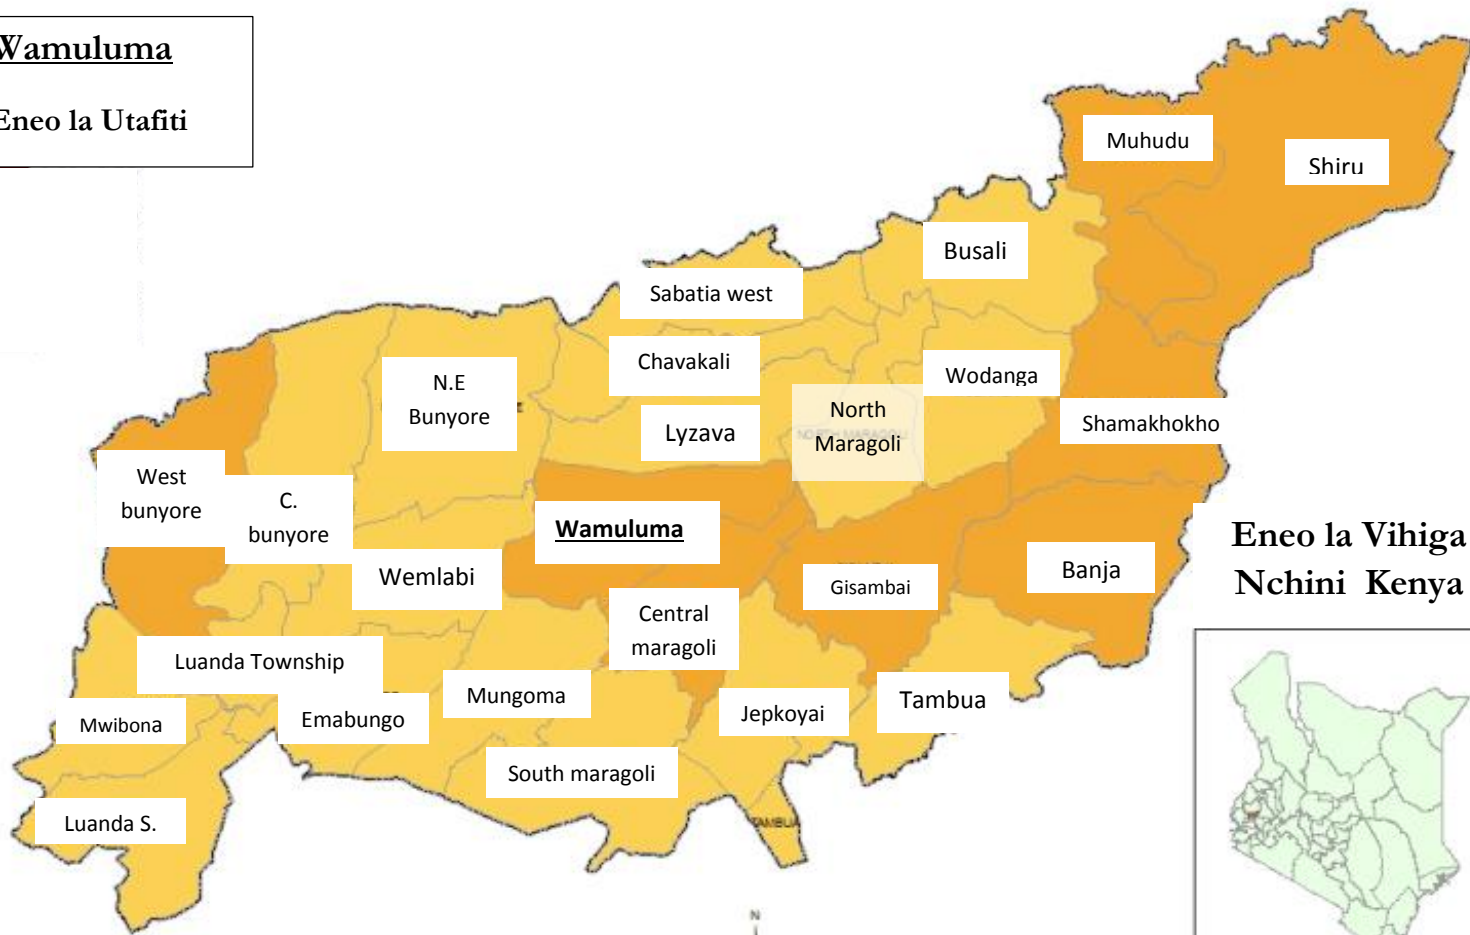 Wamuluma
Eneo la Utafiti
Muhudu
Shiru
Busali
Sabatia west
Chavakali
Wodanga
N.E
Bunyore
North
Maragoli
Lyzava
Shamakhokho
West
bunyore
C.
bunyore
Wamuluma
Eneo la Vihiga
Nchini Kenya
Wemlabi
Banja
Gisambai
Central
maragoli
Luanda Township
Mungoma
Tambua
Mwibona
Emabungo
Jepkoyai
South maragoli
Luanda S.
TAMBUA
N